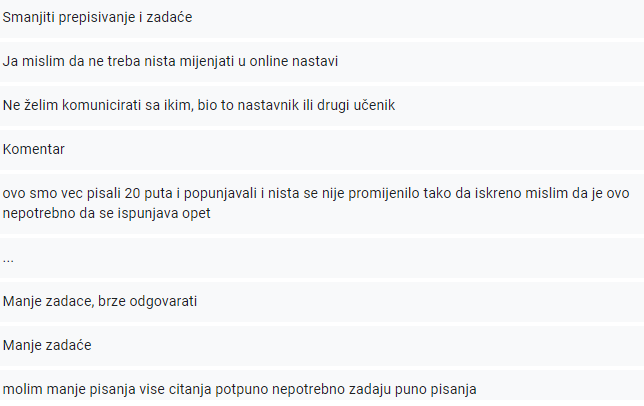 Smanjiti prepisivanje i zadaće
Ja mislim da ne treba nista mijenjati u online nastavi
Ne želim komunicirati sa ikim, bio to nastavnik ili drugi učenik
Komentar
ovo smo vec pisali 20 puta i popunjavali i nista se nije promijenilo tako da iskreno mislim da je ovo
nepotrebno da se ispunjava opet
...
Manje zadace, brze odgovarati
Manje zadaće
molim manje pisanja vise citanja potpuno nepotrebno zadaju puno pisanja